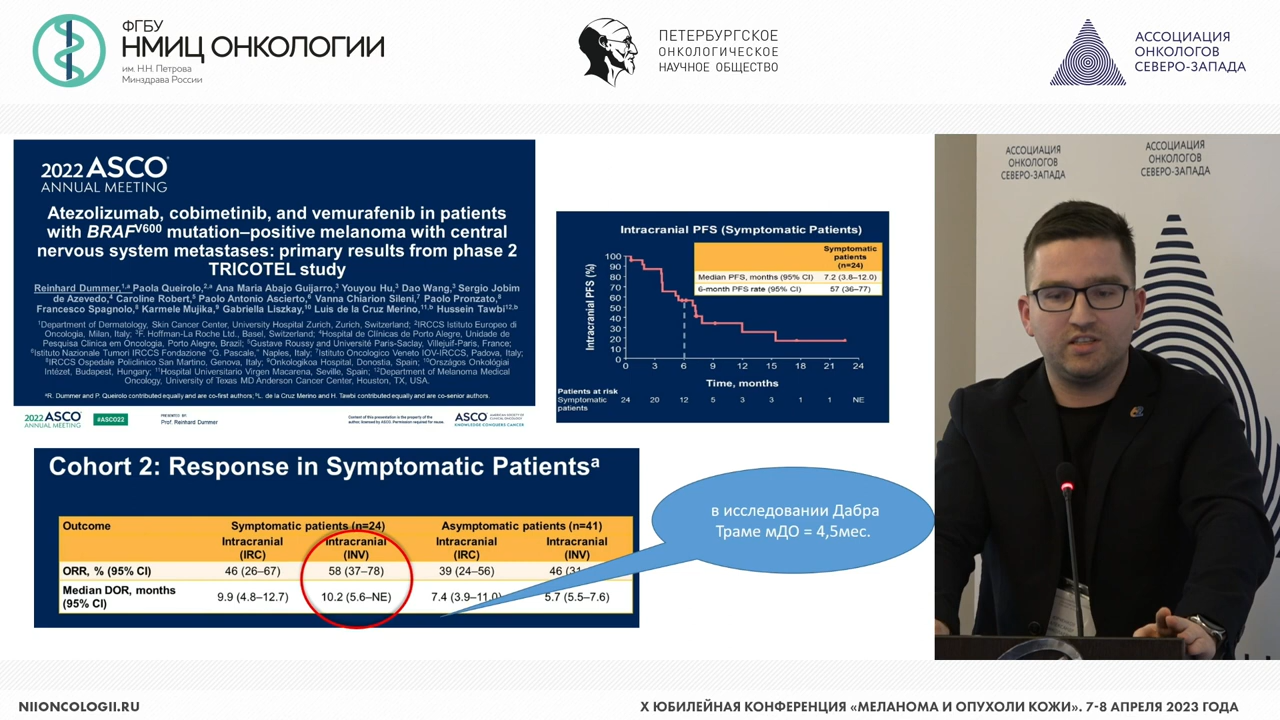 ФГБУ
НМИЦ ОНКОЛОГИИ
им. Н.Н. Петрова
Минздрава России
ПЕТЕРБУРГСКОЕ
ОНКОЛОГИЧЕСКОЕ
НАУЧНОЕ ОБЩЕСТВО
АССОЦИАЦИЯ
ОНКОЛОГОВ
СЕВЕРО-ЗАПАДА
2022 ASCO
ANNUAL MEETING
Atezolizumab, cobimetinib, and vemurafenib in patients
with BRAFV600 mutation–positive melanoma with central
nervous system metastases: primary results from phase 2
TRICOTEL study
Reinhard Dummer,1,a Paola Queirolo,2,a Ana Maria Abajo Guijarro,3 Youyou Hu,3 Dao Wang,3 Sergio Jobim
de Azevedo,4 Caroline Robert,5 Paolo Antonio Ascierto,6 Vanna Chiarion Sileni,7 Paolo Pronzato,8
Francesco Spagnolo,8 Karmele Mujika,9 Gabriella Liszkay,10 Luis de la Cruz Merino,11,b Hussein Tawbi12,b
1Department of Dermatology, Skin Cancer Center, University Hospital Zurich, Zurich, Switzerland; 2IRCCS Istituto Europeo di
Oncologia, Milan, Italy; 3F. Hoffman-La Roche Ltd., Basel, Switzerland; 4Hospital de Clínicas de Porto Alegre, Unidade de
Pesquisa Clínica em Oncologia, Porto Alegre, Brazil; 5Gustave Roussy and Université Paris-Saclay, Villejuif-Paris, France;
6Istituto Nazionale Tumori IRCCS Fondazione "G. Pascale," Naples, Italy; 7Istituto Oncologico Veneto IOV-IRCCS, Padova, Italy;
8IRCCS Ospedale Policlinico San Martino, Genova, Italy; 9Onkologikoa Hospital, Donostia, Spain; 10Országos Onkológiai
Intézet, Budapest, Hungary; 11Hospital Universitario Virgen Macarena, Seville, Spain; 12Department of Melanoma Medical
Oncology, University of Texas MD Anderson Cancer Center, Houston, TX, USA.
aR. Dummer and P. Queirolo contributed equally and are co-first authors; bL. de la Cruz Merino and H. Tawbi contributed equally and are co-senior authors.
2022 ASCO
ANNUAL MEETING
#ASCO22
PRESENTED BY:
Prof. Reinhard Dummer
Content of this presentation is the property of the
author, licensed by ASCO. Permission required for reuse.
ASCO AMERICAN SOCIETY OF
CLINICAL ONCOLOGY
KNOWLEDGE CONQUERS CANCER
Intracranial PFS (Symptomatic Patients)
Symptomatic
patients
(n=24)
Median PFS, months (95% CI) 7.2 (3.8–12.0)
6-month PFS rate (95% CI) 57 (36–77)
Intracranial PFS (%)
100
90
80
70
60
50
40
30
20
10
0
0 3 6 9 12 15 18 21 24
Time, months
Patients at risk
Symptomatic
patients
24 20 12 5 3 3 1 1 NE
Cohort 2: Response in Symptomatic Patientsa
Outcome Symptomatic patients (n=24) Asymptomatic patients (n=41)
Intracranial (IRC) Intracranial (INV) Intracranial (IRC) Intracranial (INV)
ORR, % (95% CI) 46 (26–67) 58 (37–78) 39 (24–56) 46
Median DOR, months (95% CI) 9.9 (4.8–12.7) 10.2 (5.6–NE) 7.4 (3.9–11.0) 5.7 (5.5–7.6)
в исследовании Дабра
Траме мДО = 4,5мес.
АССОЦИАЦИЯ
ОНКОЛОГОВ
СЕВЕРО-ЗАПАДА
АССОЦИАЦИЯ
ОНКОЛОГОВ
СЕВЕРО-ЗАПАДА
NIIONCOLOGII.RU
X ЮБИЛЕЙНАЯ КОНФЕРЕНЦИЯ «МЕЛАНОМА И ОПУХОЛИ КОЖИ». 7-8 АПРЕЛЯ 2023 ГОДА